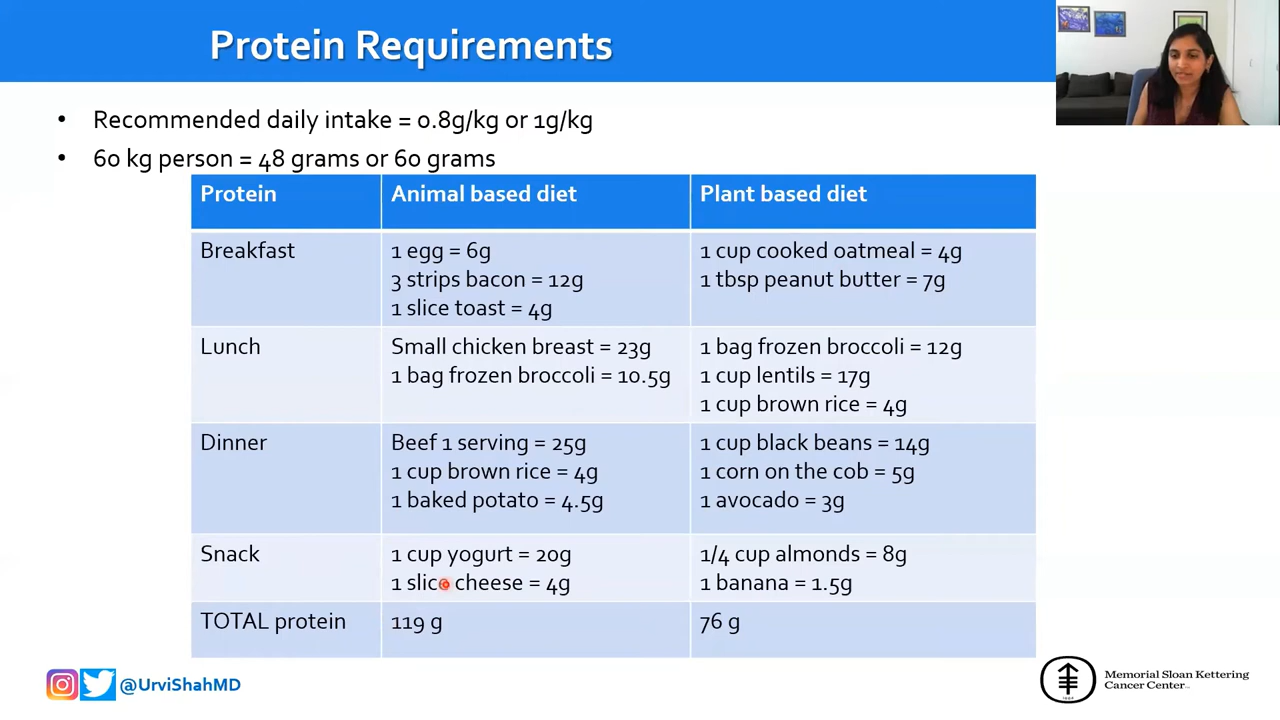 Protein Requirements
• Recommended daily intake = 0.8g/kg or 1g/kg
• 60 kg person = 48 grams or 60 grams
Protein Animal based diet Plant based diet
Breakfast 1 egg = 6g 1 cup cooked oatmeal = 4g
3 strips bacon = 12g 1 tbsp peanut butter = 7g
1 slice toast = 4g
Lunch Small chicken breast = 23g 1 bag frozen broccoli = 12g
1 bag frozen broccoli = 10.5g 1 cup lentils = 17g
1 cup brown rice = 4g
Dinner Beef 1 serving = 25g 1 cup black beans = 14g
1 cup brown rice = 4g 1 corn on the cob = 5g
1 baked potato = 4.5g 1 avocado = 3g
Snack 1 cup yogurt = 20g 1/4 cup almonds = 8g
1 slice cheese = 4g 1 banana = 1.5g
TOTAL protein 119 g 76 g
@UrviShahMD
Memorial Sloan Kettering
Cancer Center